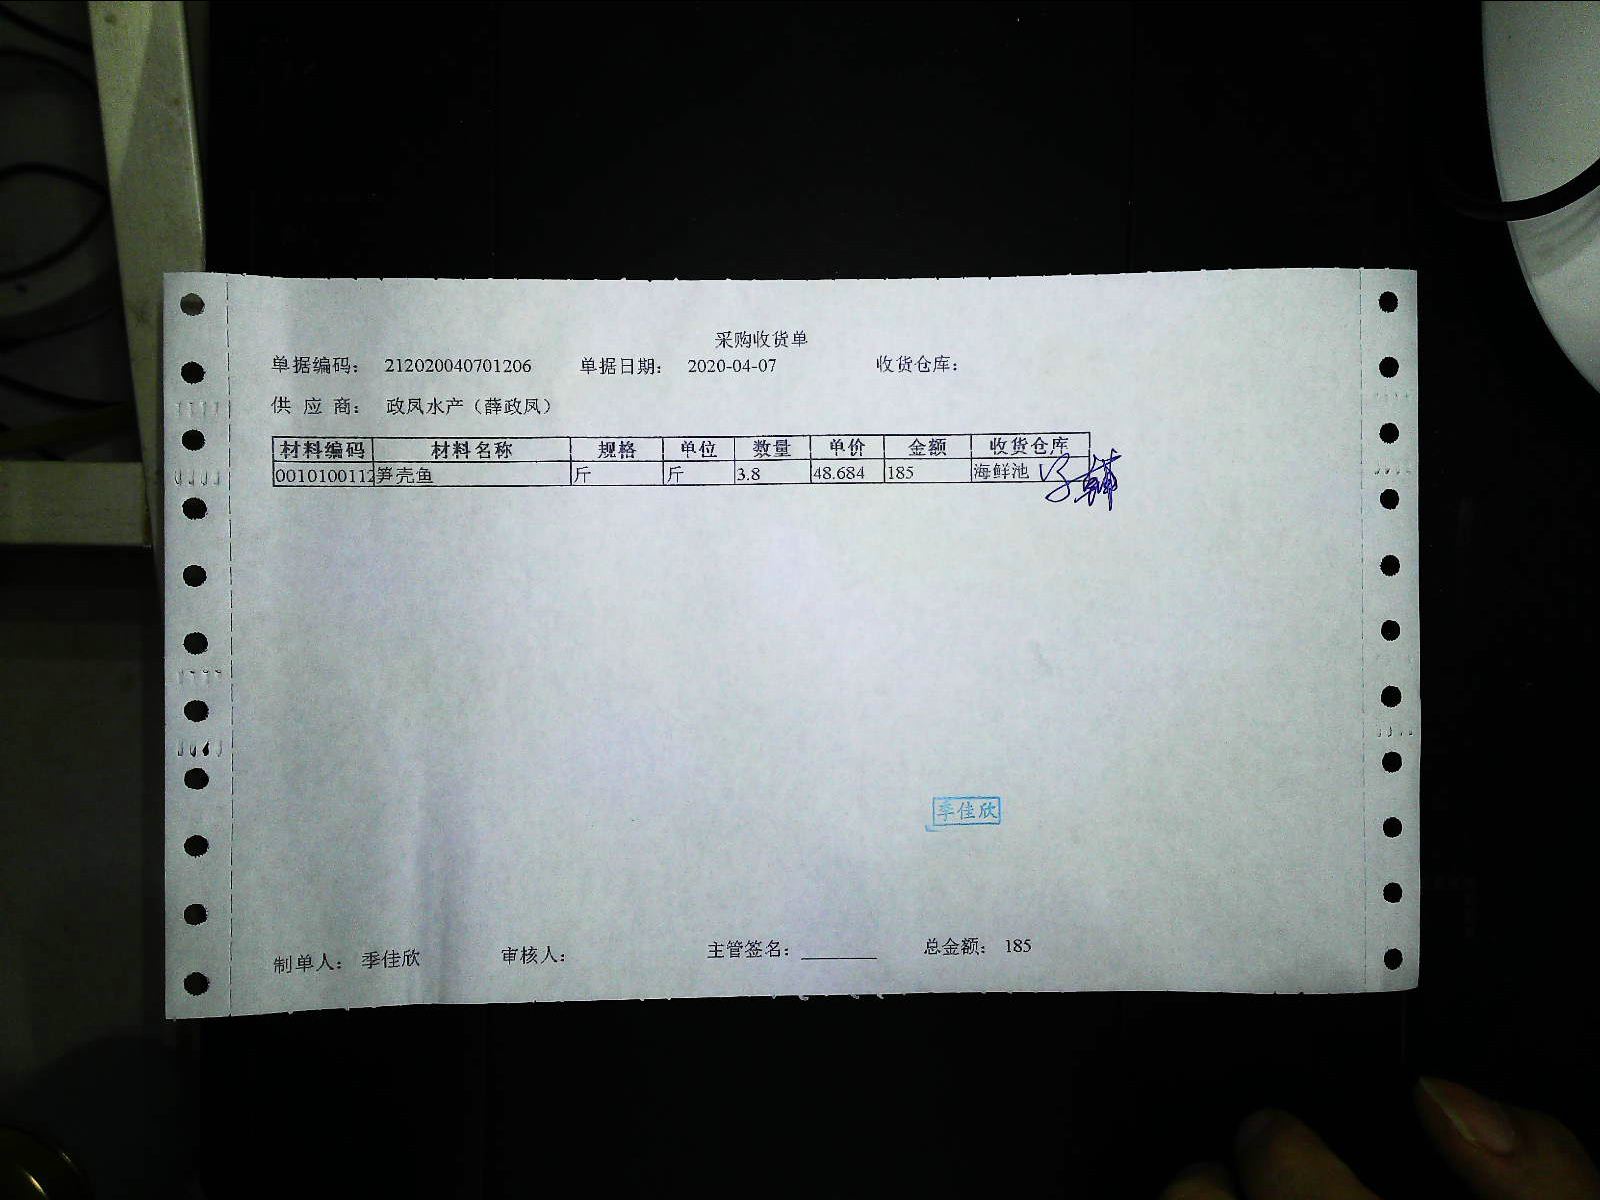 采购收货单
单据编码： 212020040701206 单据日期： 2020-04-07 收货仓库：
供 应 商： 政凤水产（薛政凤）
材料编码 材料名称 规格 单位 数量 单价 金额 收货仓库
0010100112 笋壳鱼 斤 斤 3.8 48.684 185 海鲜池
季佳欣
制单人： 季佳欣 审核人： 主管签名： ________ 总金额： 185